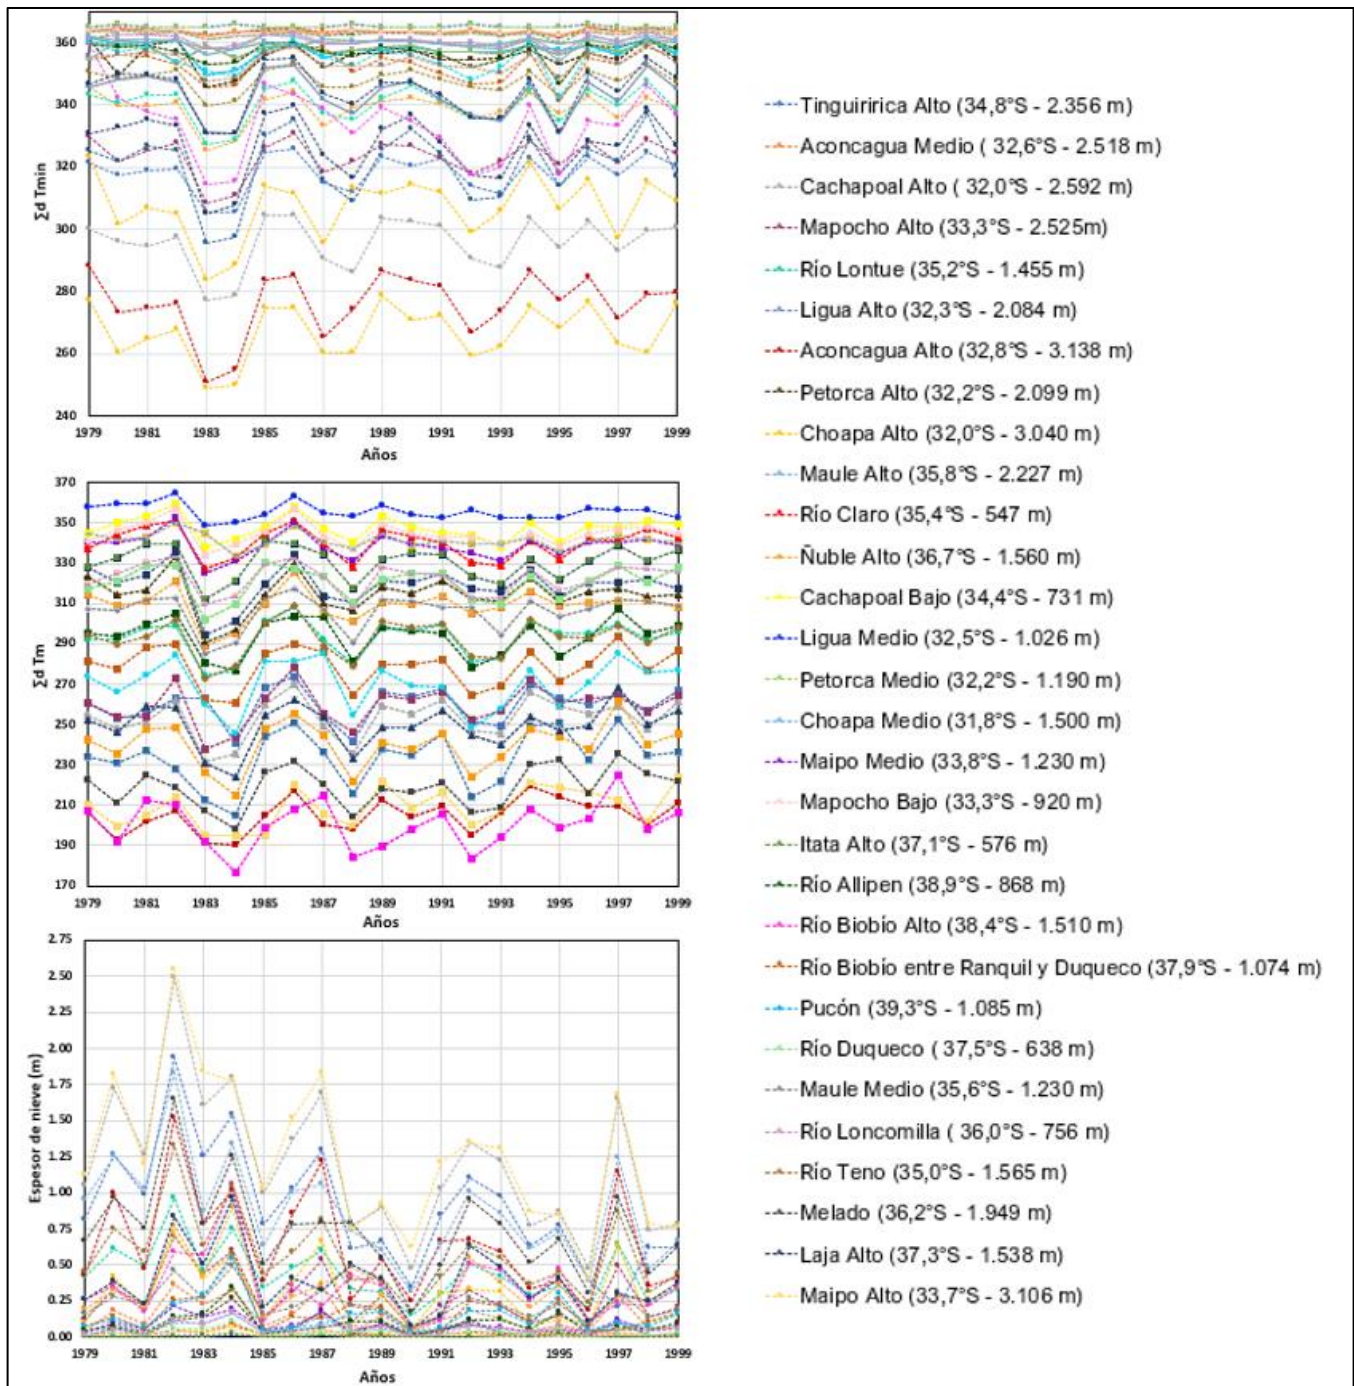 360
340
320
300
280
260
240
∑d Tmin
1979 1981 1983 1985 1987 1989 1991 1993 1995 1997 1999
Años
370
350
330
310
290
270
250
230
210
190
170
∑d Tm
1979 1981 1983 1985 1987 1989 1991 1993 1995 1997 1999
Años
2.75
2.50
2.25
2.00
1.75
1.50
1.25
1.00
0.75
0.50
0.25
0.00
Espesor de nieve (m)
1979 1981 1983 1985 1987 1989 1991 1993 1995 1997 1999
Años
Tinguiririca Alto (34,8°S - 2.356 m)
Aconcagua Medio ( 32,6°S - 2.518 m)
Cachapoal Alto ( 32,0°S - 2.592 m)
Mapocho Alto (33,3°S - 2.525m)
Río Lontue (35,2°S - 1.455 m)
Ligua Alto (32,3°S - 2.084 m)
Aconcagua Alto (32,8°S - 3.138 m)
Petorca Alto (32,2°S - 2.099 m)
Choapa Alto (32,0°S - 3.040 m)
Maule Alto (35,8°S - 2.227 m)
Río Claro (35,4°S - 547 m)
Ñuble Alto (36,7°S - 1.560 m)
Cachapoal Bajo (34,4°S - 731 m)
Ligua Medio (32,5°S - 1.026 m)
Petorca Medio (32,2°S - 1.190 m)
Choapa Medio (31,8°S - 1.500 m)
Maipo Medio (33,8°S - 1.230 m)
Mapocho Bajo (33,3°S - 920 m)
Itata Alto (37,1°S - 576 m)
Río Allipen (38,9°S - 868 m)
Río Biobío Alto (38,4°S - 1.510 m)
Río Biobío entre Ranquil y Duqueco (37,9°S - 1.074 m)
Pucón (39,3°S - 1.085 m)
Río Duqueco ( 37,5°S - 638 m)
Maule Medio (35,6°S - 1.230 m)
Río Loncomilla ( 36,0°S - 756 m)
Río Teno (35,0°S - 1.565 m)
Melado (36,2°S - 1.949 m)
Laja Alto (37,3°S - 1.538 m)
Maipo Alto (33,7°S - 3.106 m)